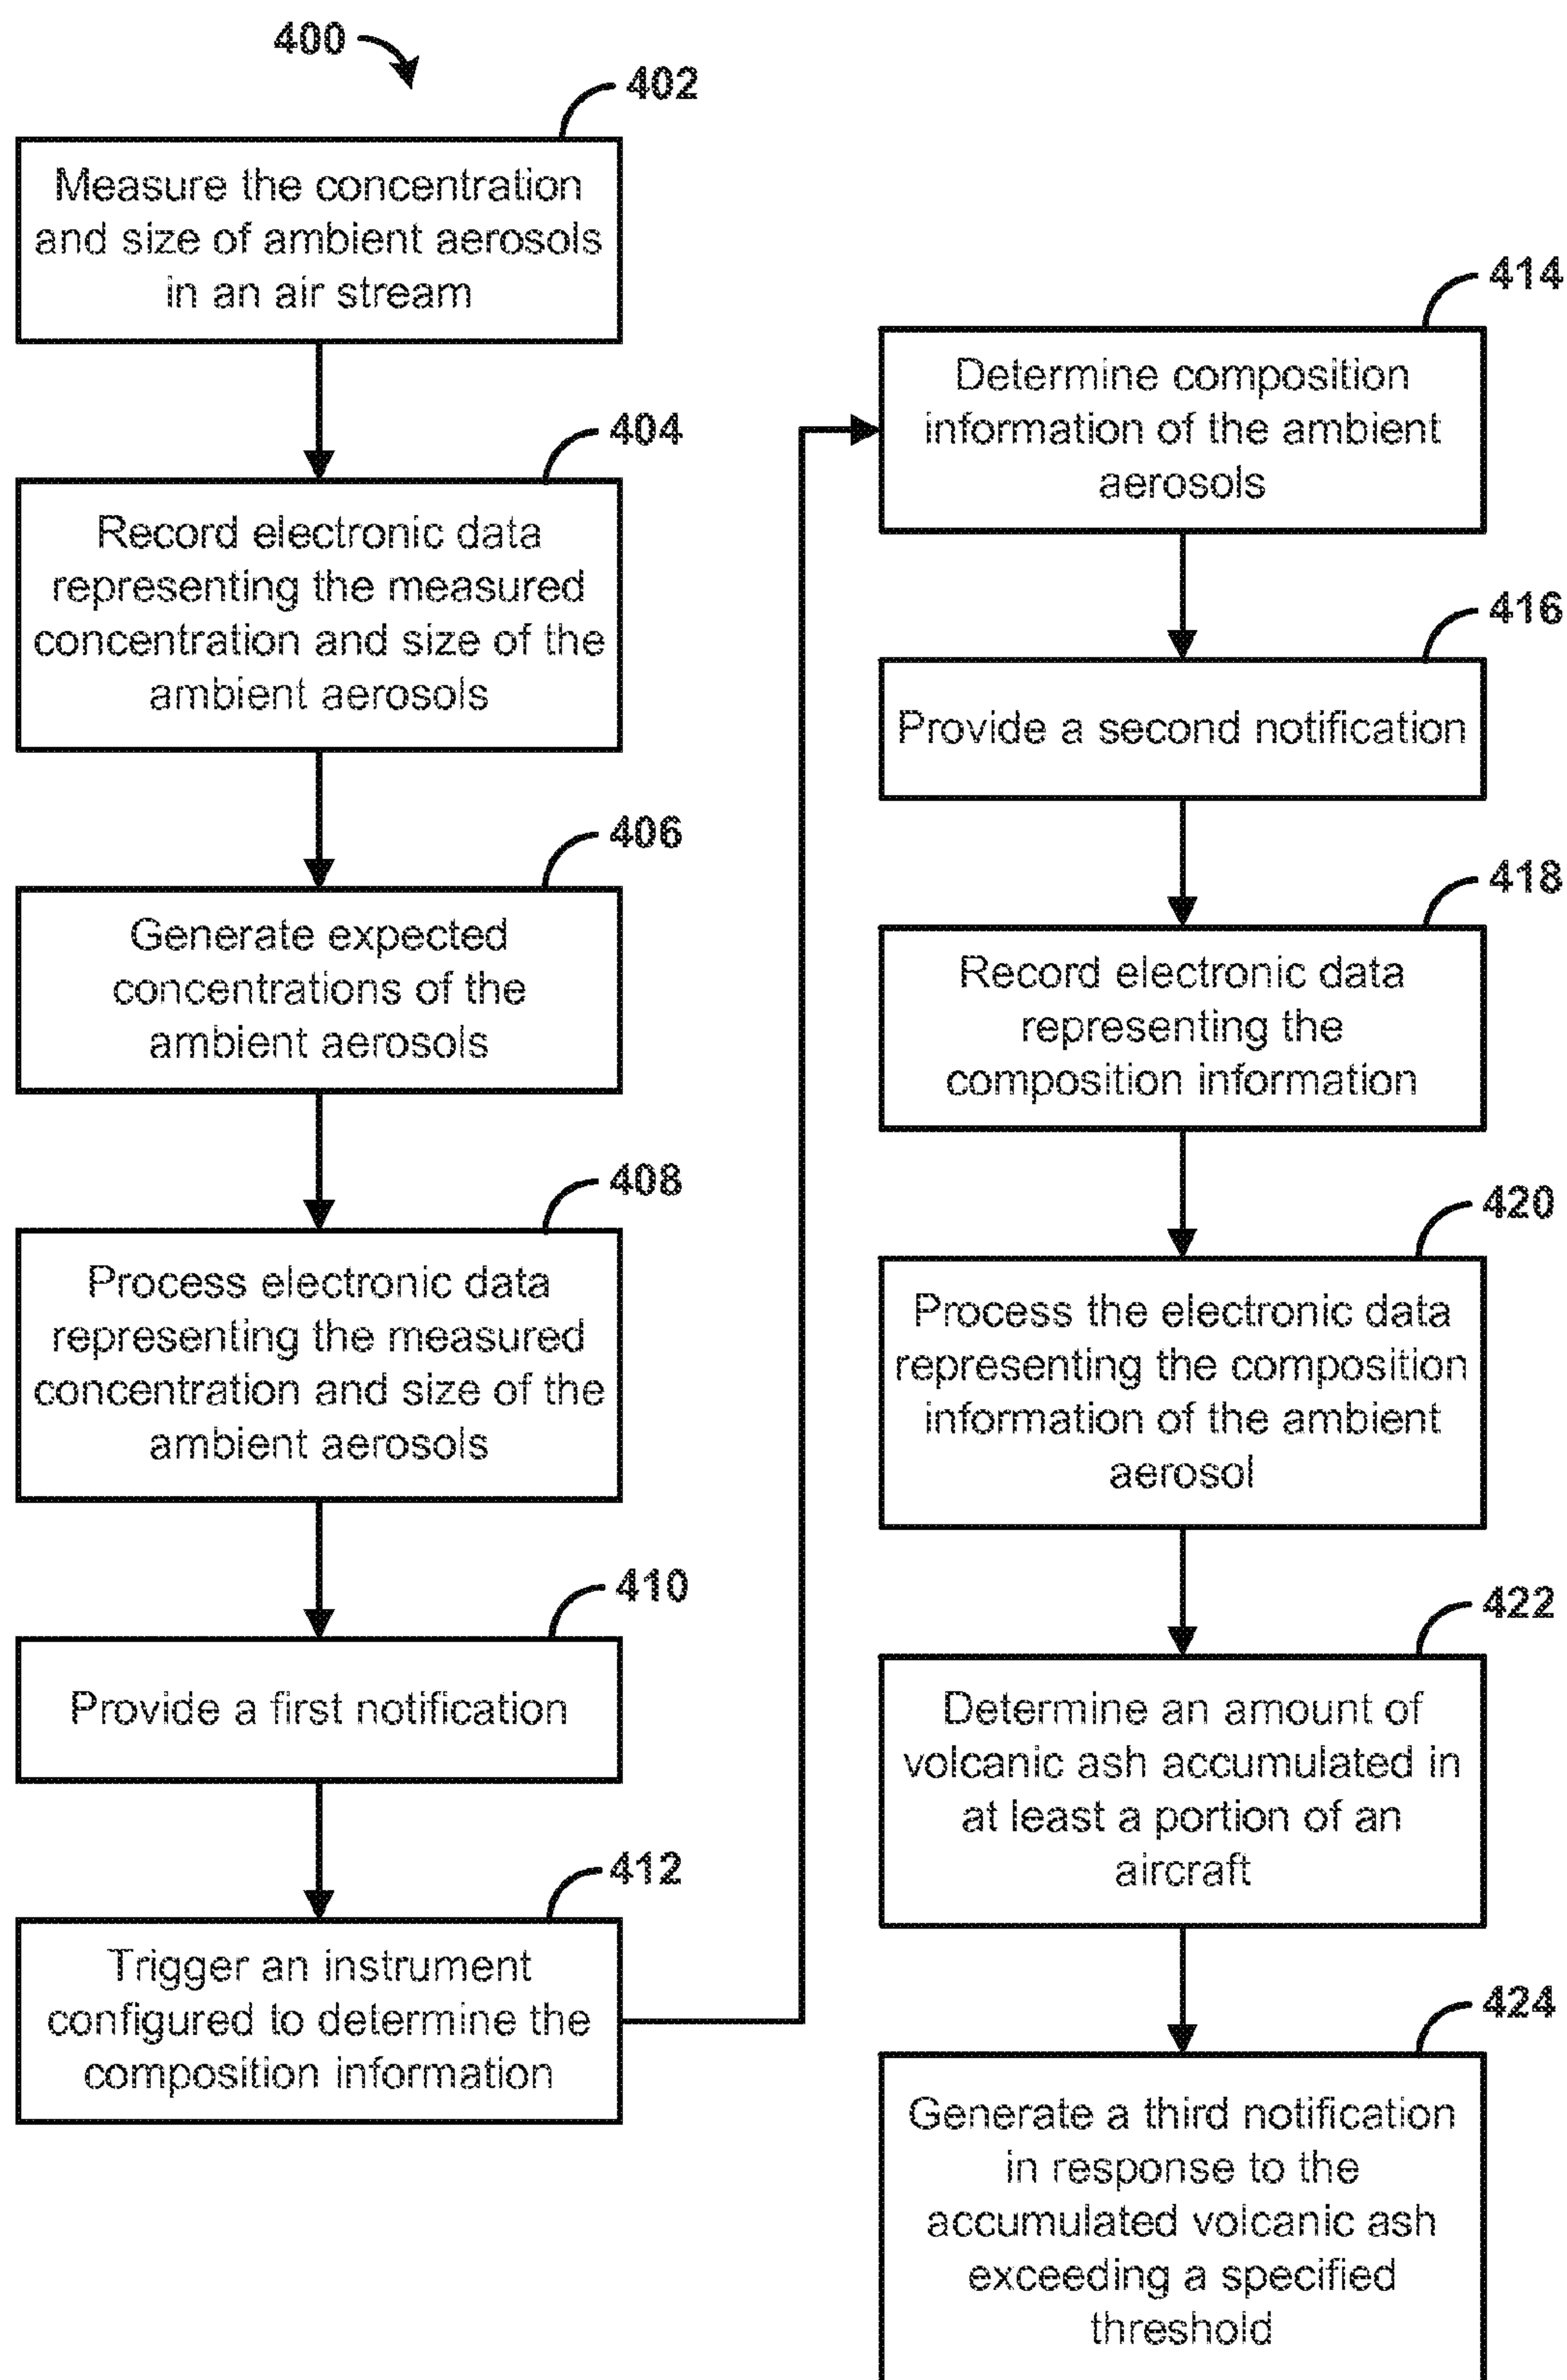 400
402
Measure the concentration
and size of ambient aerosols
in an air stream
404
Record electronic data
representing the measured
concentration and size of the
ambient aerosols
406
Generate expected
concentrations of the
ambient aerosols
408
Process electronic data
representing the measured
concentration and size of the
ambient aerosols
410
Provide a first notification
412
Trigger an instrument
configured to determine the
composition information
414
Determine composition
information of the ambient
aerosols
416
Provide a second notification
418
Record electronic data
representing the
composition information
420
Process the electronic data
representing the composition
information of the ambient
aerosol
422
Determine an amount of
volcanic ash accumulated in
at least a portion of an
aircraft
424
Generate a third notification
in response to the
accumulated volcanic ash
exceeding a specified
threshold